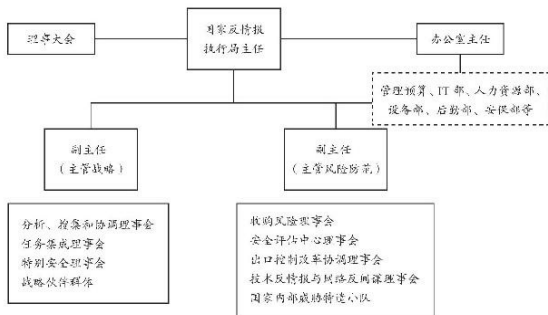 理事大会
国家反情报
执行局主任
办公室主任
管理预算、IT部、人力资源部、
设备部、后勤部、安保部等
副主任
（主管战略）
副主任
（主管风险防范）
分析、搜集和协调理事会
任务集成理事会
特别安全理事会
战略伙伴群体
收购风险理事会
安全评估中心理事会
出口控制改革协调理事会
技术反情报与网络反间谍理事会
国家内部威胁特遣小队